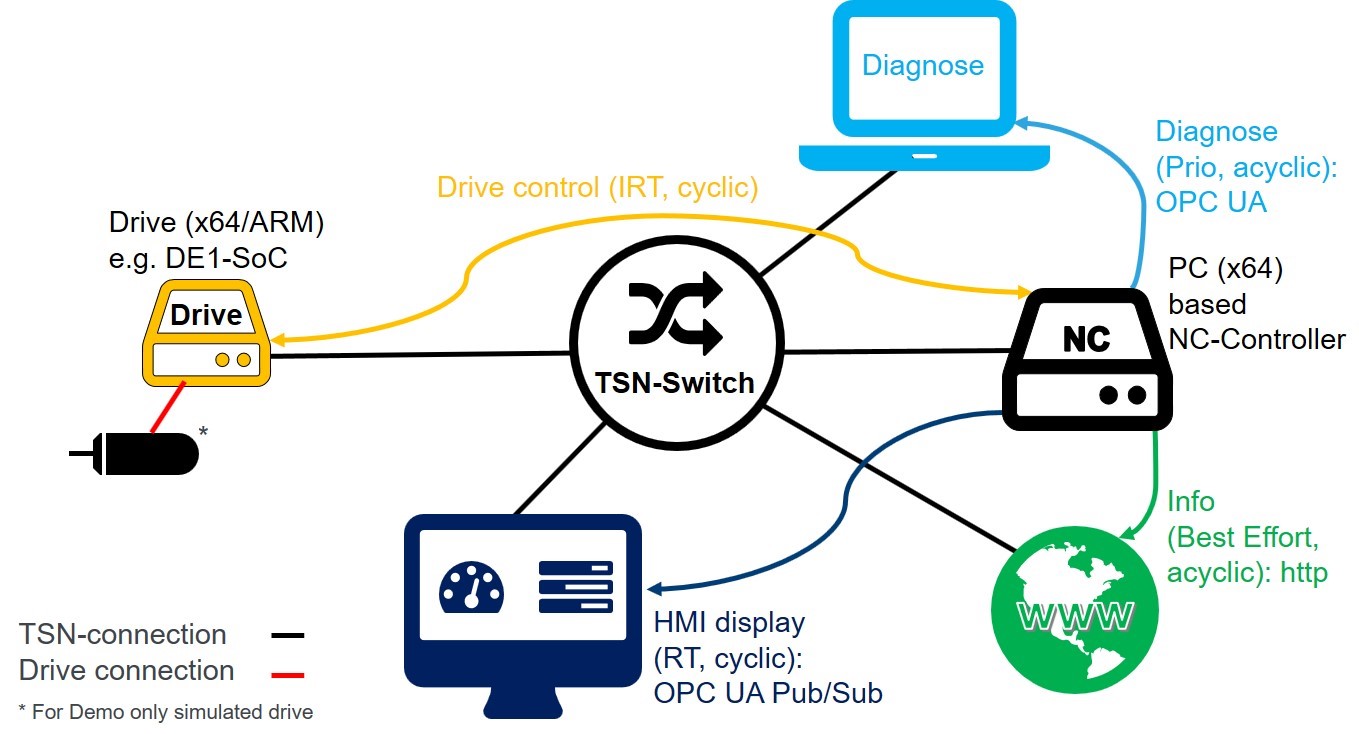 Diagnose
Diagnose
(Prio, acyclic):
OPC UA
Drive control (IRT, cyclic)
Drive (x64/ARM)
e.g. DE1-SoC
Drive
*
TSN-Switch
PC (x64)
based
NC-Controller
NC
Info
(Best Effort,
acyclic): http
WWW
HMI display
(RT, cyclic):
OPC UA Pub/Sub
TSN-connection
Drive connection
* For Demo only simulated drive